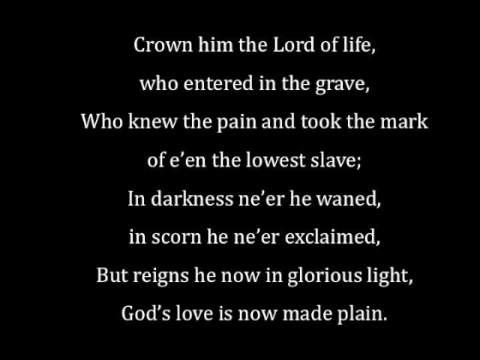 Crown him the Lord of life,
who entered in the grave,
Who knew the pain and took the mark
of e’en the lowest slave;
In darkness ne’er he waned,
in scorn he ne’er exclaimed,
But reigns he now in glorious light,
God’s love is now made plain.